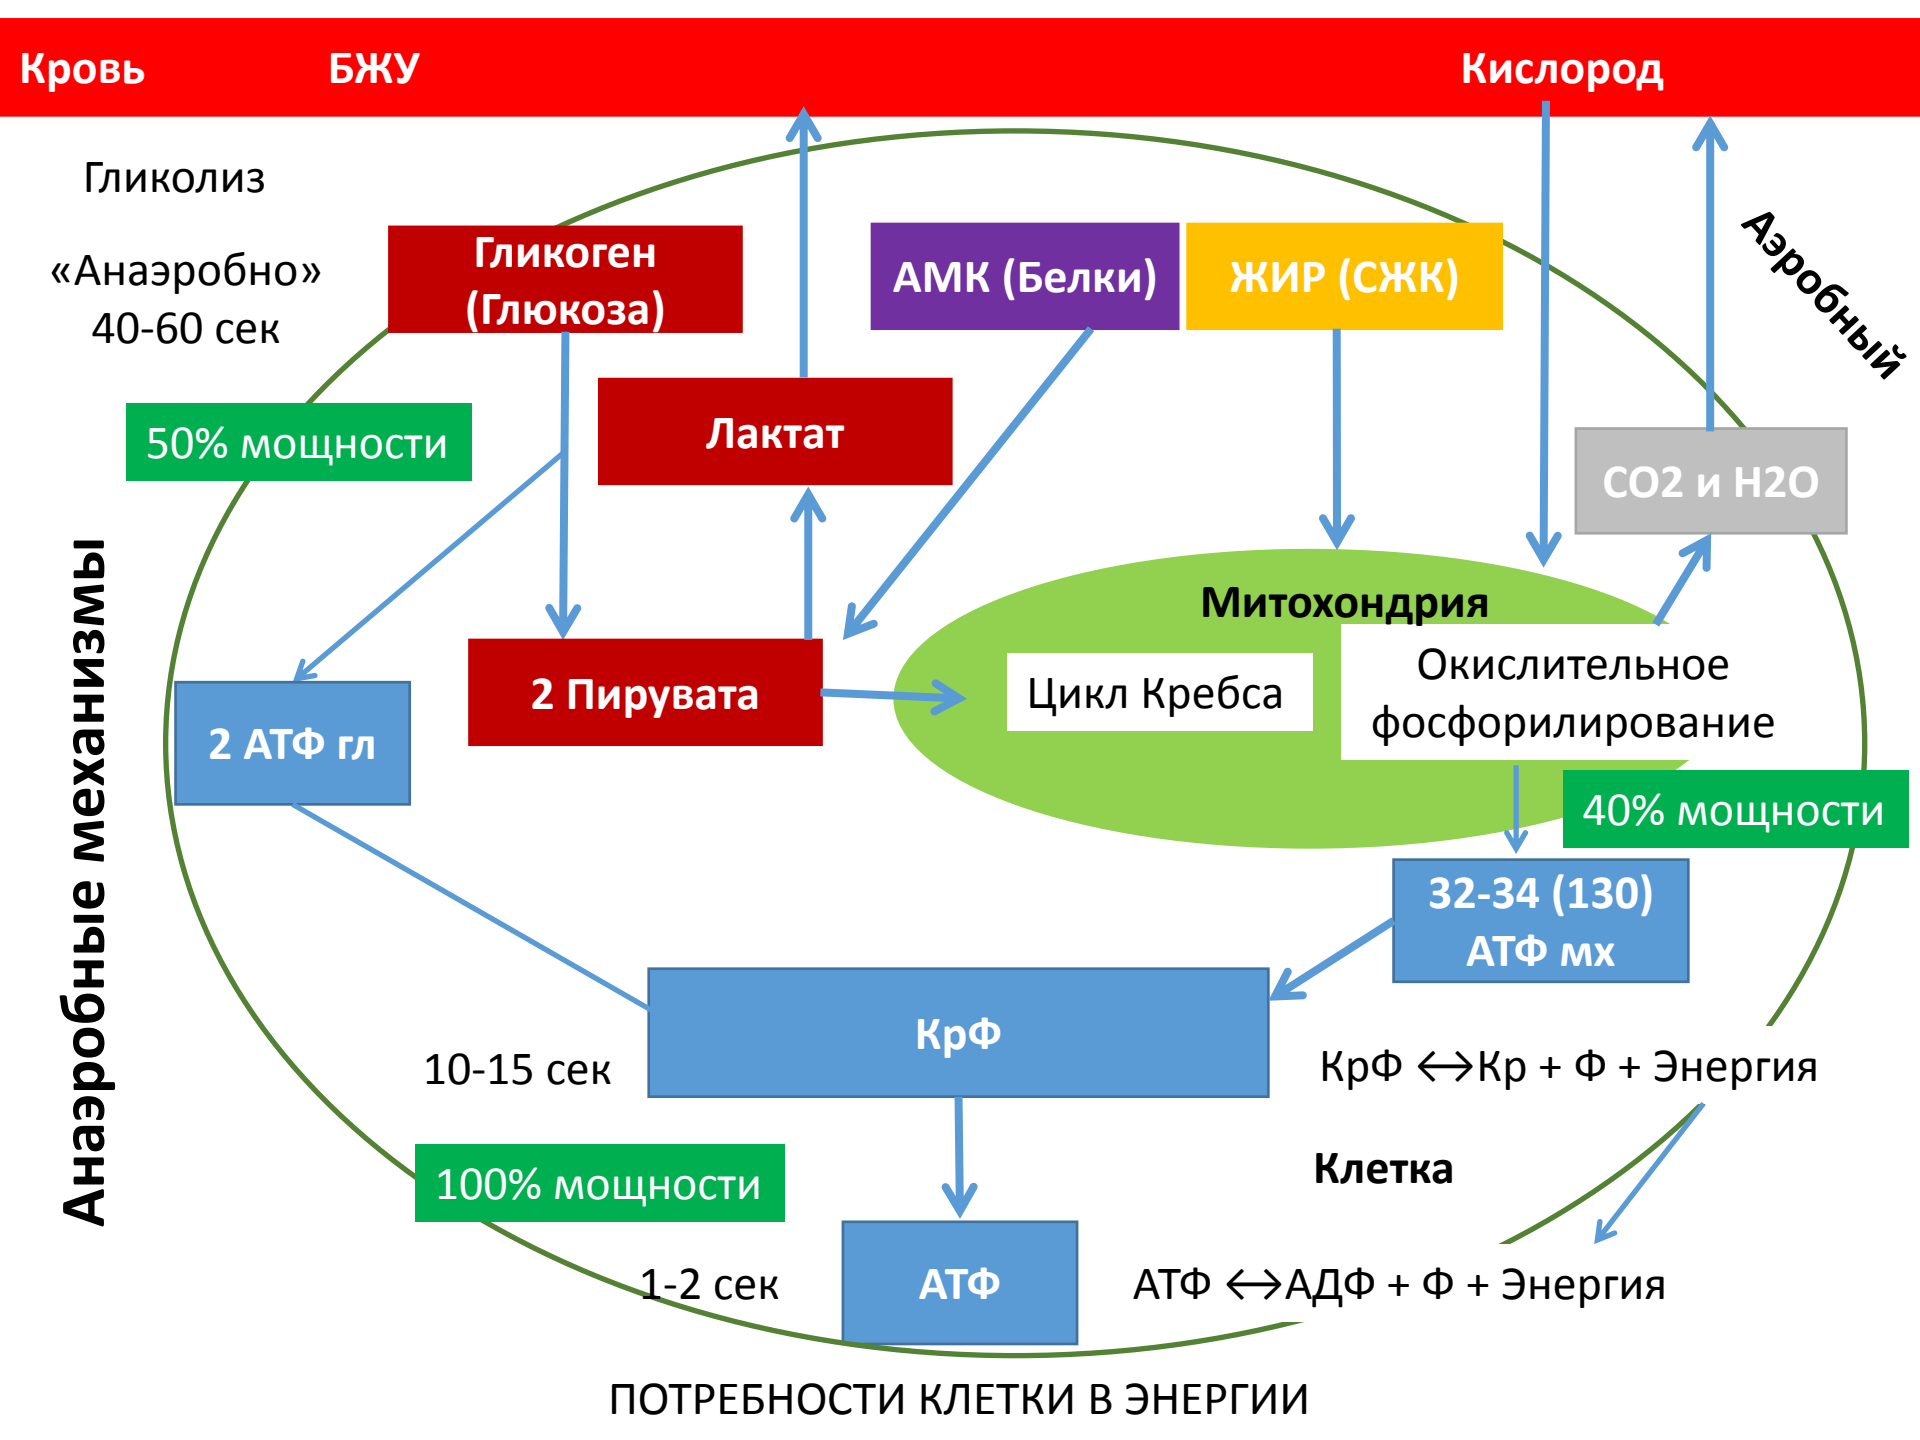 Кровь
БЖУ
Кислород
Гликолиз
«Анаэробно»
40-60 сек
Гликоген
(Глюкоза)
АМК (Белки)
ЖИР (СЖК)
Аэробный
50% мощности
Лактат
СО2 и Н2О
Анаэробные механизмы
Митохондрия
2 АТФ гл
2 Пирувата
Цикл Кребса
Окислительное
фосфорилирование
40% мощности
32-34 (130)
АТФ мх
КрФ
10-15 сек
КрФ ↔Кр + Ф + Энергия
100% мощности
Клетка
1-2 сек
АТФ
АТФ ↔АДФ + Ф + Энергия
ПОТРЕБНОСТИ КЛЕТКИ В ЭНЕРГИИ